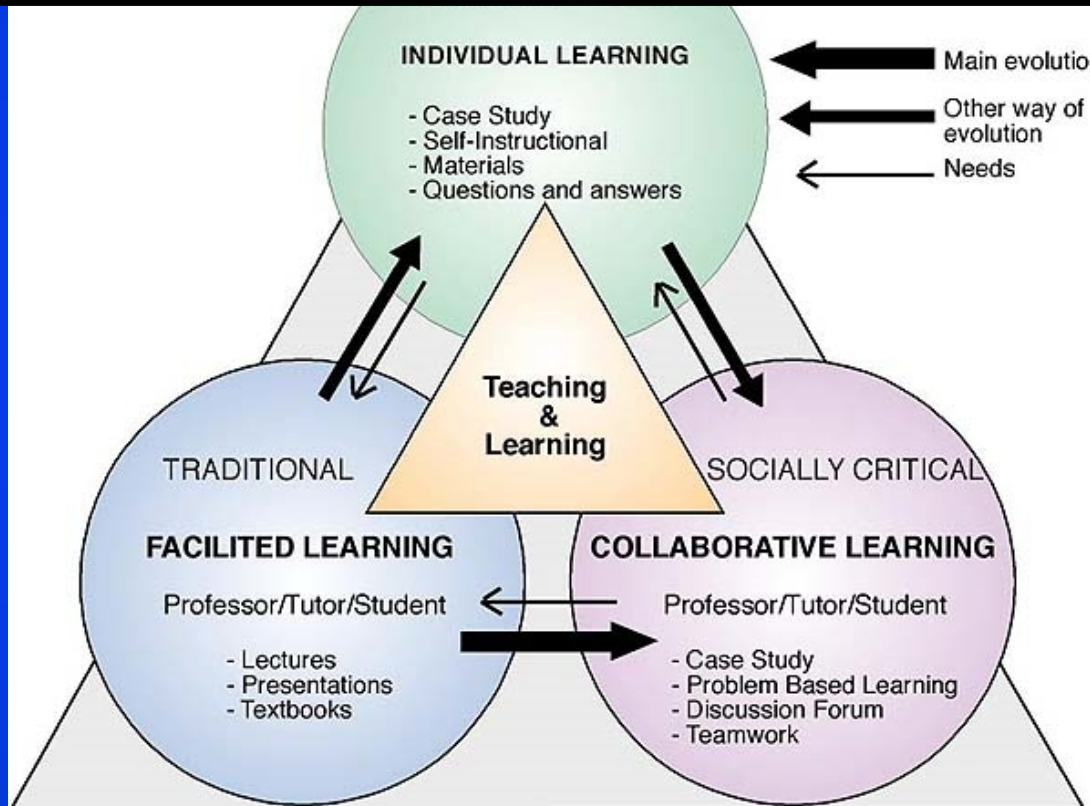 INDIVIDUAL LEARNING
- Case Study
- Self-Instructional
- Materials
- Questions and answers
Main evolutio
Other way of
evolution
Needs
Teaching
&
Learning
TRADITIONAL
FACILITED LEARNING
Professor/Tutor/Student
- Lectures
- Presentations
- Textbooks
SOCIALLY CRITICAL
COLLABORATIVE LEARNING
Professor/Tutor/Student
- Case Study
- Problem Based Learning
- Discussion Forum
- Teamwork